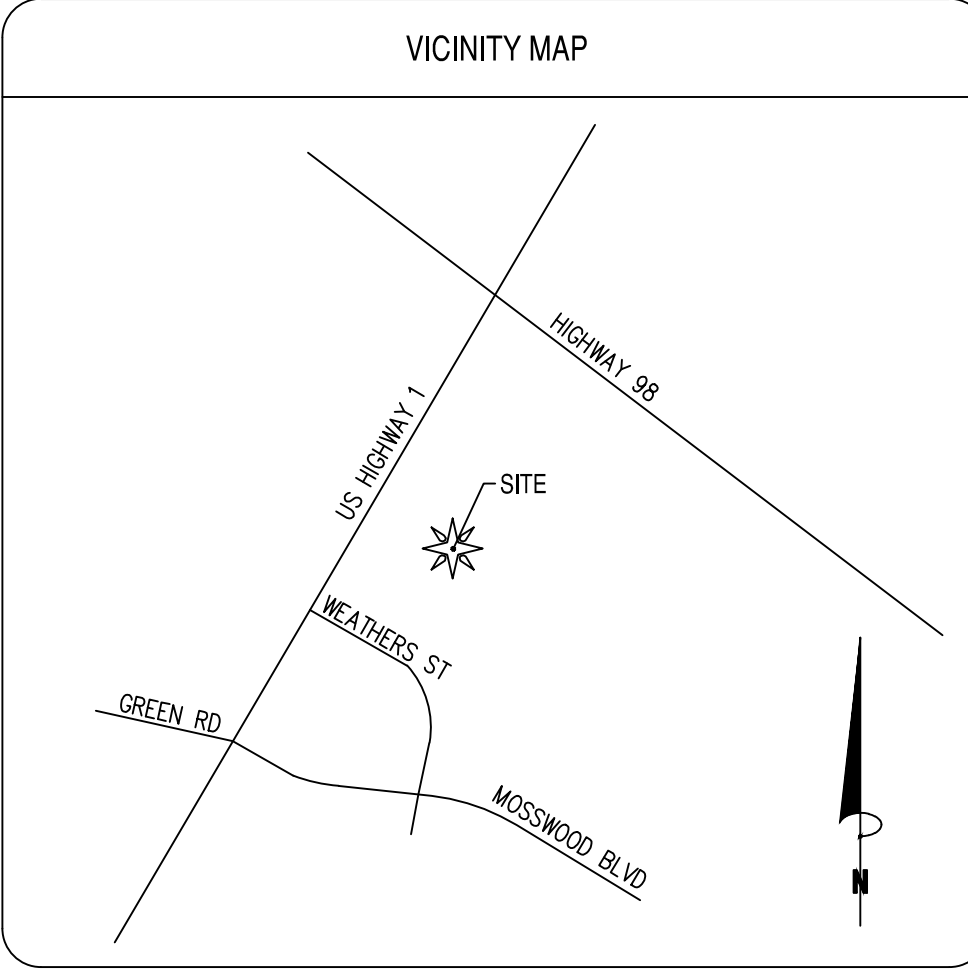 VICINITY MAP
HIGHWAY 98
US HIGHWAY 1
SITE
WEATHERS ST
GREEN RD
MOSSWOOD BLVD
N